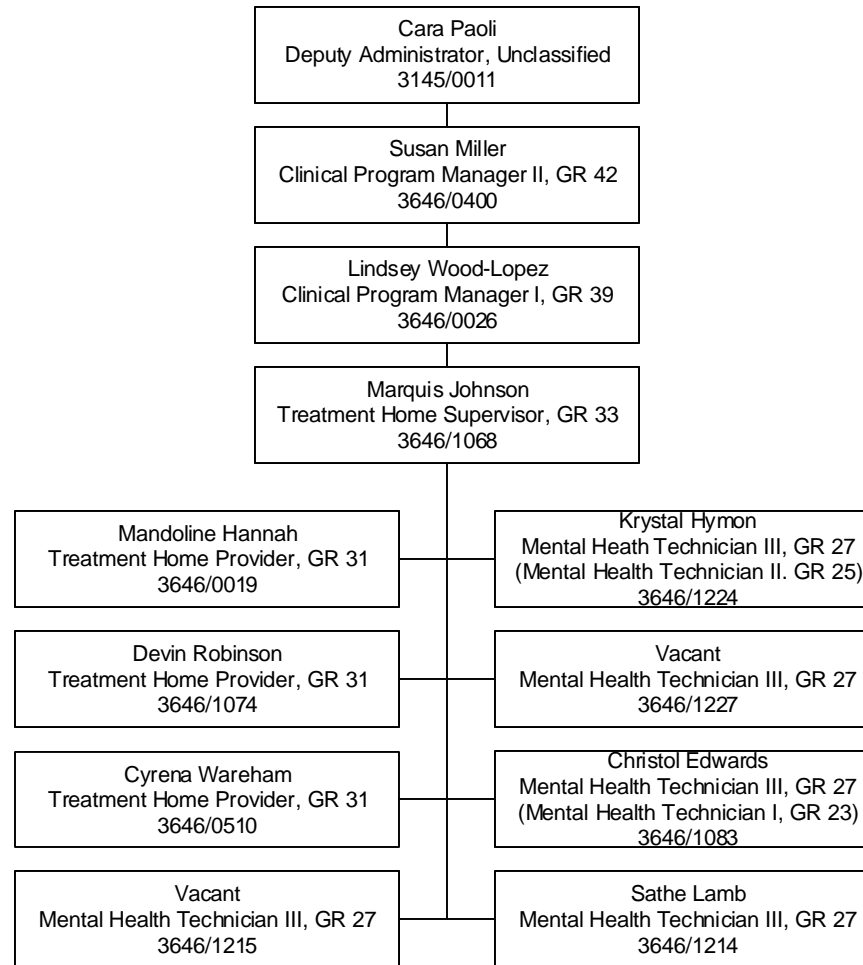 Cara Paoli
Deputy Administrator, Unclassified
3145/0011
Susan Miller
Clinical Program Manager II, GR 42
3646/0400
Lindsey Wood-Lopez
Clinical Program Manager I, GR 39
3646/0026
Marquis Johnson
Treatment Home Supervisor, GR 33
3646/1068
Mandoline Hannah
Treatment Home Provider, GR 31
3646/0019
Krystal Hymon
Mental Heath Technician III, GR 27
(Mental Health Technician II. GR 25)
3646/1224
Devin Robinson
Treatment Home Provider, GR 31
3646/1074
Vacant
Mental Health Technician III, GR 27
3646/1227
Cyrena Wareham
Treatment Home Provider, GR 31
3646/0510
Christol Edwards
Mental Health Technician III, GR 27
(Mental Health Technician I, GR 23)
3646/1083
Vacant
Mental Health Technician III, GR 27
3646/1215
Sathe Lamb
Mental Health Technician III, GR 27
3646/1214